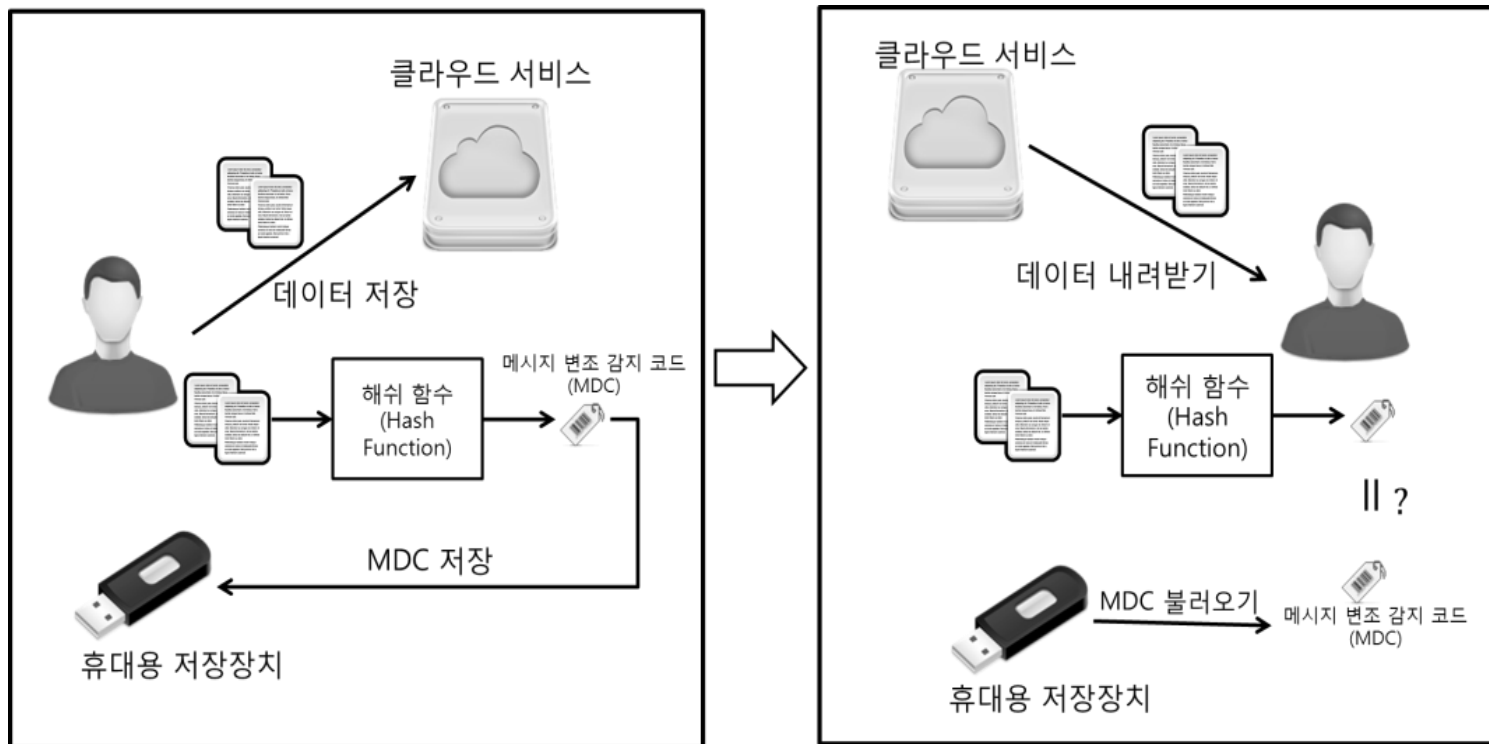 클라우드 서비스
데이터 저장
메시지 변조 감지 코드
(MDC)
해쉬 함수
(Hash
Function)
MDC 저장
휴대용 저장장치
클라우드 서비스
데이터 내려받기
해쉬 함수
(Hash
Function)
?
MDC 불러오기
메시지 변조 감지 코드
(MDC)
휴대용 저장장치